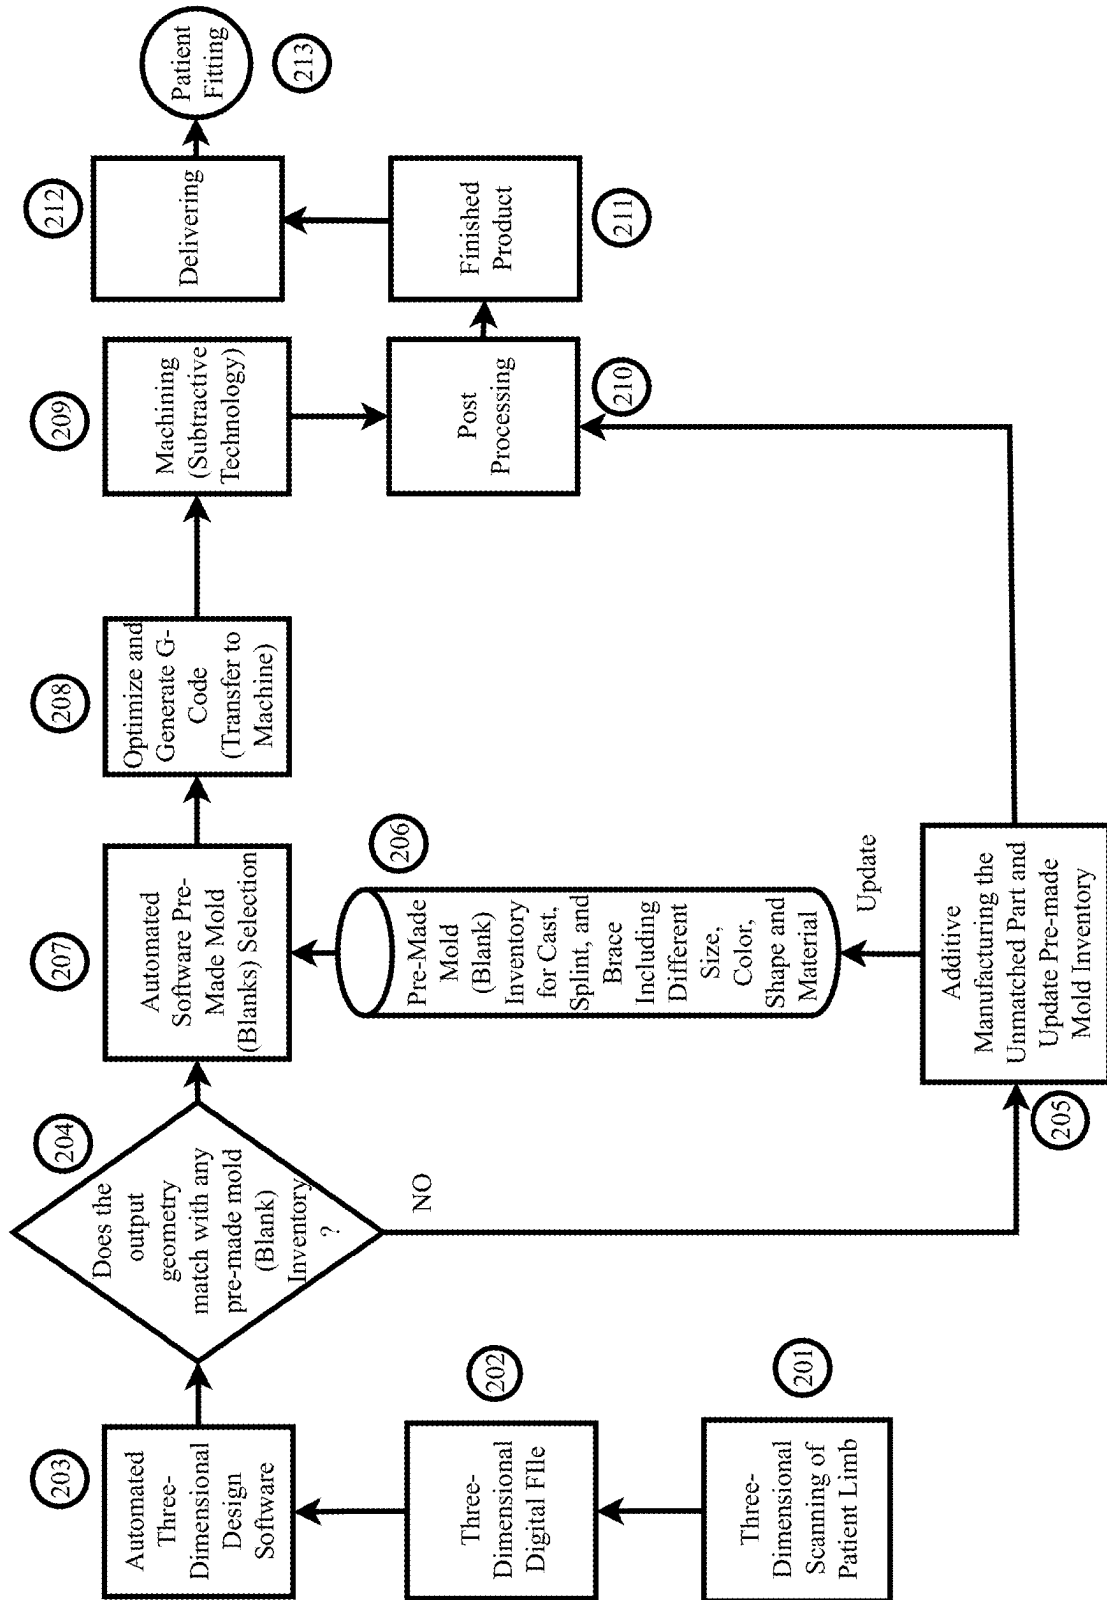 201
Three-
Dimensional
Scanning of
Patient Limb
202
Three-
Dimensional
Digital FIle
203
Automated
Three-
Dimensional
Design
Software
204
Does the
output
geometry
match with any
pre-made mold
(Blank)
Inventory
?
NO
205
Additive
Manufacturing the
Unmatched Part and
Update Pre-made
Mold Inventory
Update
206
Pre-Made
Mold
(Blank)
Inventory
for Cast,
Splint, and
Brace
Including
Different
Size,
Color,
Shape and
Material
207
Automated
Software Pre-
Made Mold
(Blanks) Selection
208
Optimize and
Generate G-
Code
(Transfer to
Machine)
209
Machining
(Subtractive
Technology)
210
Post
Processing
211
Finished
Product
212
Delivering
213
Patient
Fitting